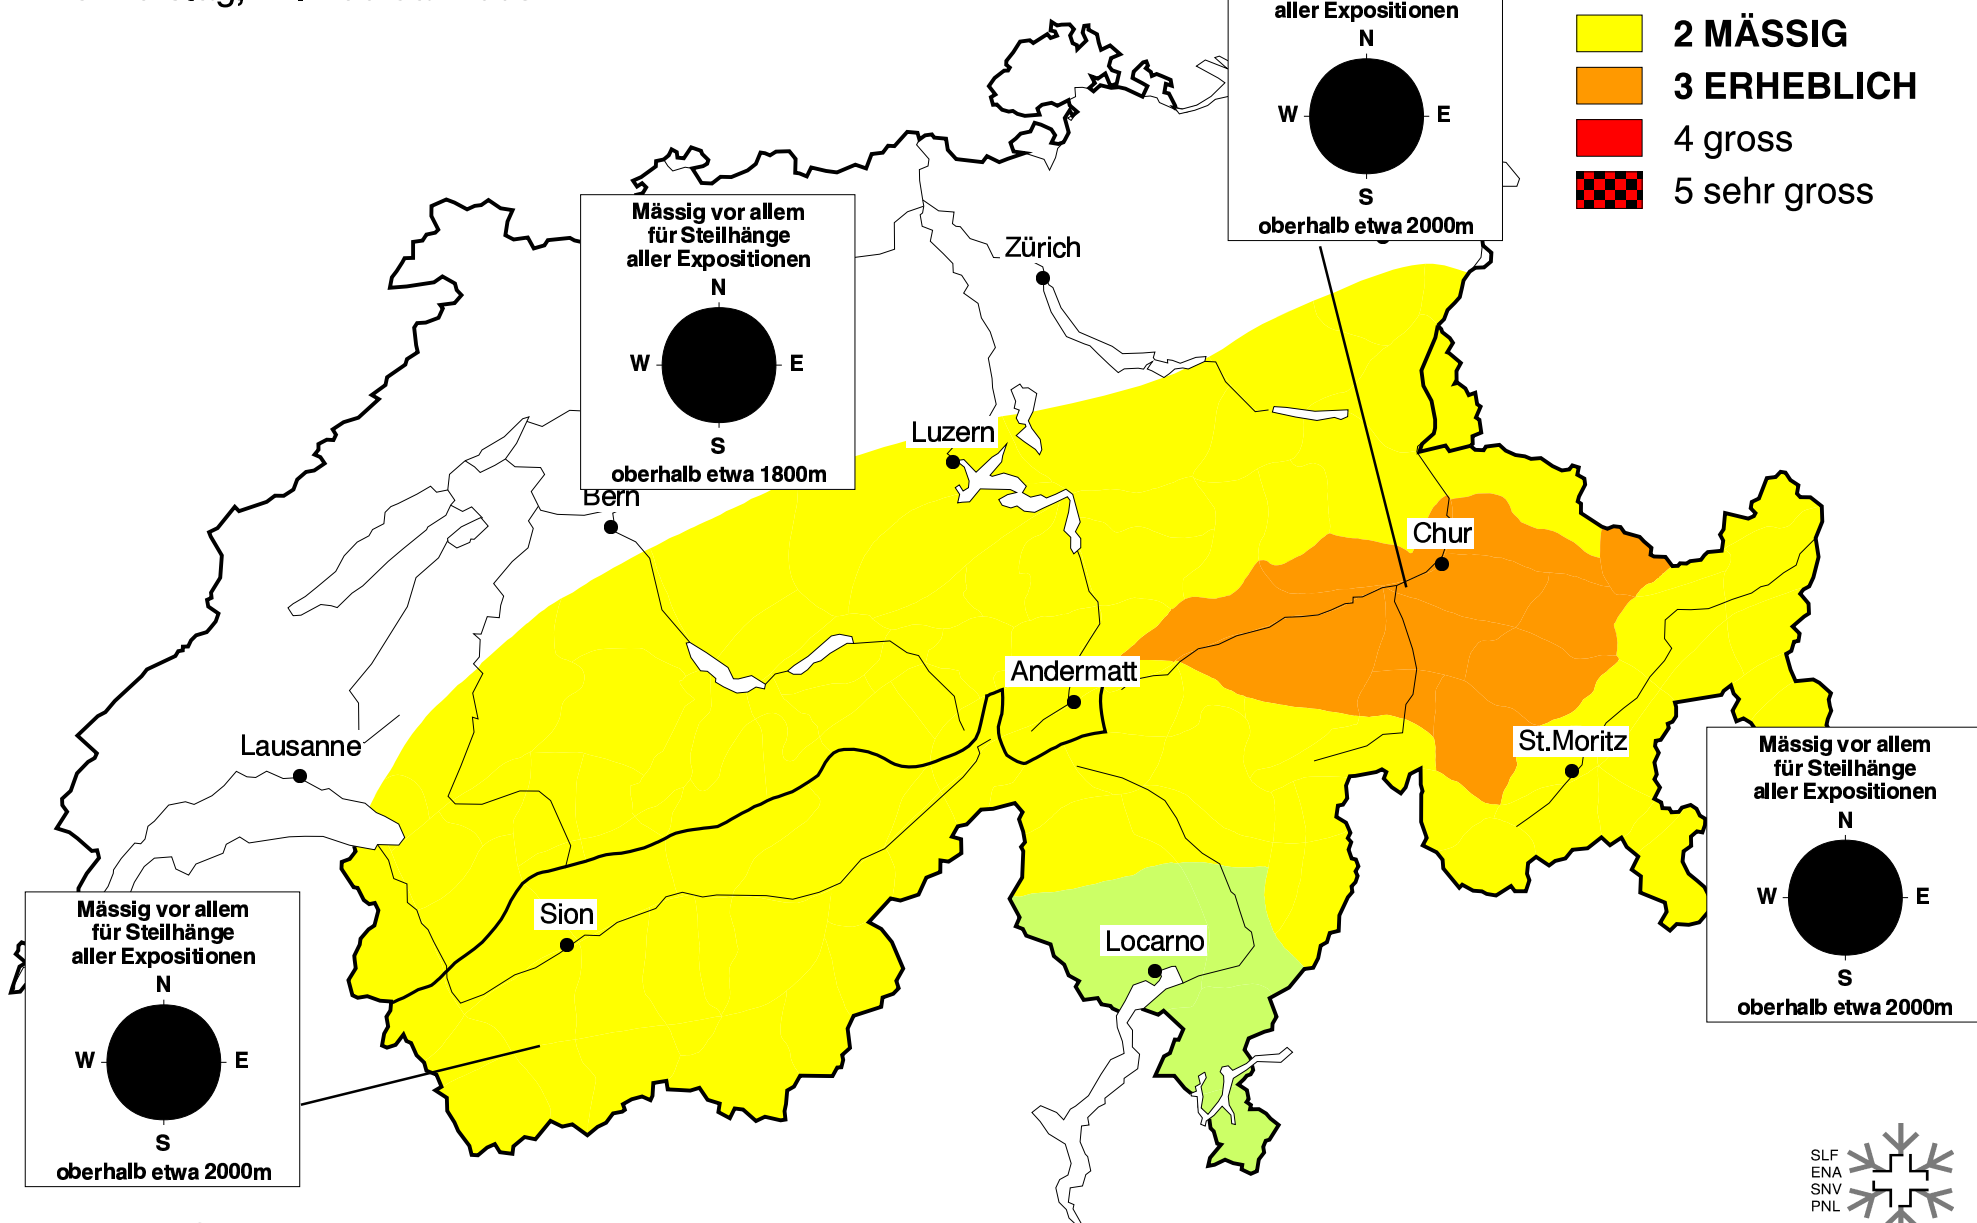 aller Expositionen
N
W
E
S
oberhalb etwa 2000m
2 MÄSSIG
3 ERHEBLICH
4 gross
5 sehr gross
Mässig vor allem
für Steilhänge
aller Expositionen
N
W
E
S
oberhalb etwa 1800m
Zürich
Luzern
Bern
Chur
Andermatt
St.Moritz
Lausanne
Sion
Locarno
Mässig vor allem
für Steilhänge
aller Expositionen
N
W
E
S
oberhalb etwa 2000m
Mässig vor allem
für Steilhänge
aller Expositionen
N
W
E
S
oberhalb etwa 2000m
SLF
ENA
SNV
PNL